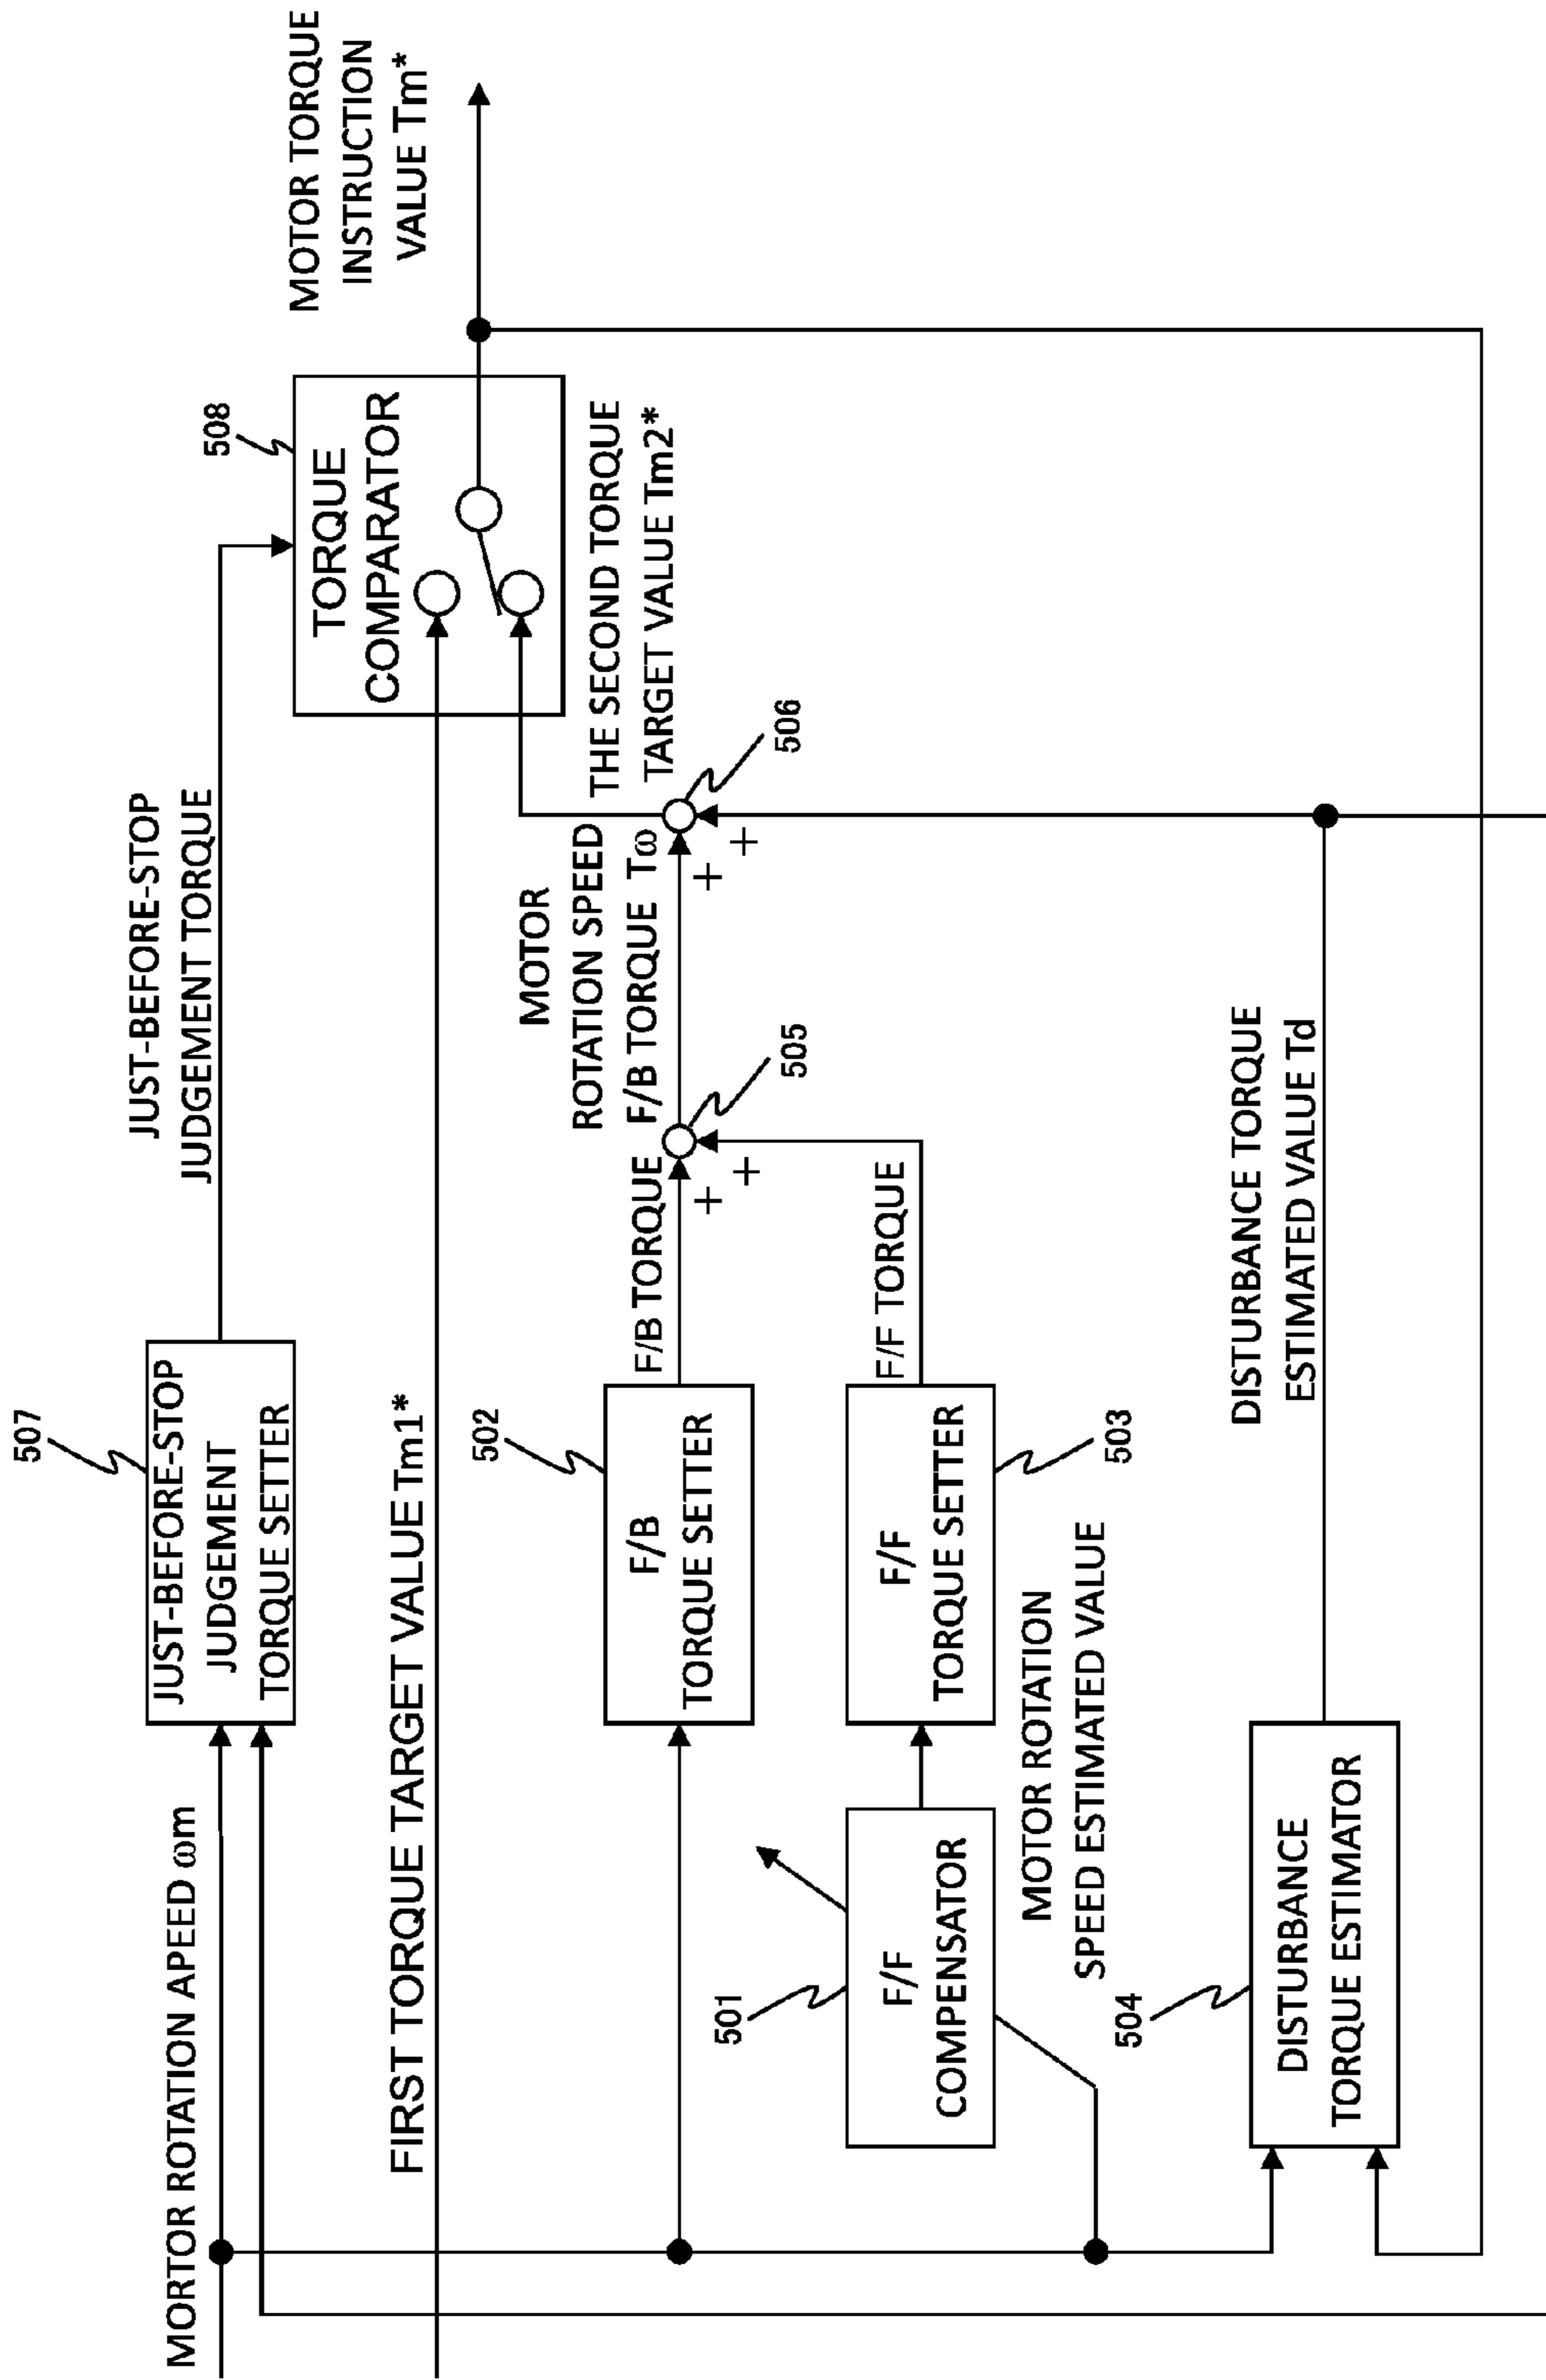 507
JUST-BEFORE-STOP
JUDGEMENT
TORQUE SETTER
JUST-BEFORE-STOP
JUDGEMENT TORQUE
MORTOR ROTATION APEED ωm
FIRST TORQUE TARGET VALUE Tm1*
508
TORQUE
COMPARATOR
MOTOR TORQUE
INSTRUCTION
VALUE Tm*
502
F/B
TORQUE SETTER
F/B TORQUE
+
+
505
MOTOR
ROTATION SPEED
F/B TORQUE Tω
+
+
506
THE SECOND TORQUE
TARGET VALUE Tm2*
501
F/F
COMPENSATOR
F/F
TORQUE SETTER
503
F/F TORQUE
MOTOR ROTATION
SPEED ESTIMATED VALUE
504
DISTURBANCE
TORQUE ESTIMATOR
DISTURBANCE TORQUE
ESTIMATED VALUE Td